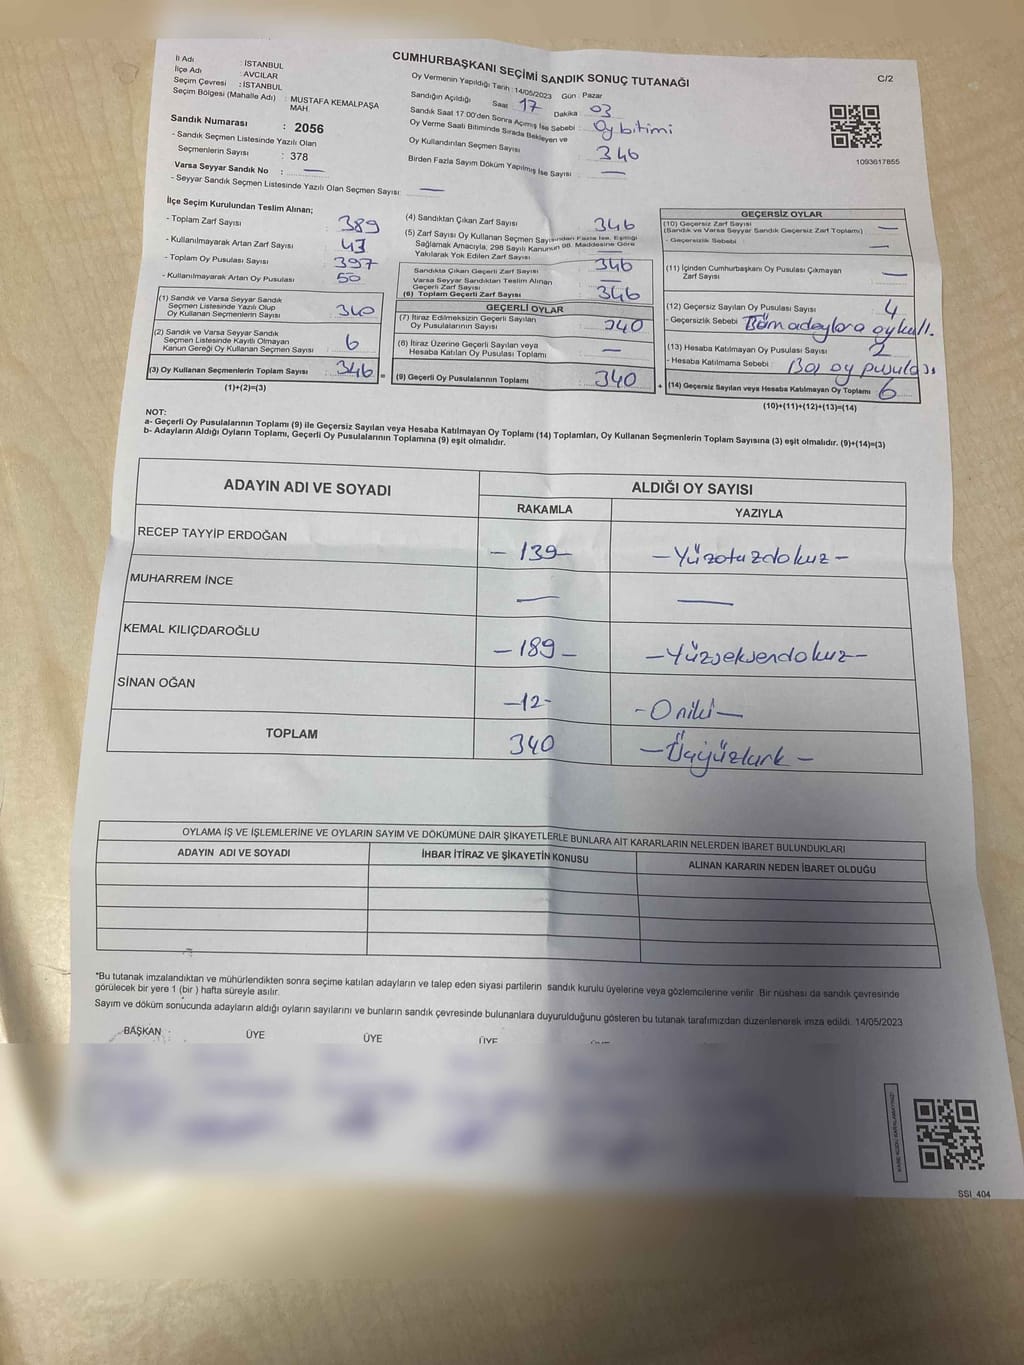 CUMHURBAŞKANI SEÇİMİ SANDIK SONUÇ TUTANAĞI
C/2
İl Adı : İSTANBUL
İlçe Adı : AVCILAR
Seçim Çevresi : İSTANBUL
Seçim Bölgesi (Mahalle Adı) : MUSTAFA KEMALPAŞA
MAH.
Sandık Numarası : 2056
- Sandık Seçmen Listesinde Yazılı Olan
Seçmenlerin Sayısı : 378
Varsa Seyyar Sandık No : —
- Seyyar Sandık Seçmen Listesinde Yazılı Olan Seçmen Sayısı: —
Oy Vermenin Yapıldığı Tarih : 14/05/2023 Gün : Pazar
Sandığın Açıldığı Saat 17 Dakika 03
Sandık Saat 17.00'den Sonra Açılmış İse Sebebi : Oy bitimi
Oy Verme Saati Bitiminde Sırada Bekleyen ve
Oy Kullandırılan Seçmen Sayısı 346
Birden Fazla Sayım Döküm Yapılmış İse Sayısı : —
1093617855
İlçe Seçim Kurulundan Teslim Alınan;
- Toplam Zarf Sayısı : 389
- Kullanılmayarak Artan Zarf Sayısı : 43
- Toplam Oy Pusulası Sayısı : 397
- Kullanılmayarak Artan Oy Pusulası : 50
(1) Sandık ve Varsa Seyyar Sandık
Seçmen Listesinde Yazılı Olup
Oy Kullanan Seçmenlerin Sayısı : 340
(2) Sandık ve Varsa Seyyar Sandık
Seçmen Listesinde Kayıtlı Olmayan
Kanun Gereği Oy Kullanan Seçmen Sayısı : 6
(3) Oy Kullanan Seçmenlerin Toplam Sayısı : 346 =
(1)+(2)=(3)
(4) Sandıktan Çıkan Zarf Sayısı : 346
(5) Zarf Sayısı Oy Kullanan Seçmen Sayısından Fazla İse, Eşitliği
Sağlamak Amacıyla, 298 Sayılı Kanunun 98. Maddesine Göre
Yakılarak Yok Edilen Zarf Sayısı
Sandıkta Çıkan Geçerli Zarf Sayısı : 346
Varsa Seyyar Sandıktan Teslim Alınan
Geçerli Zarf Sayısı : —
(6) Toplam Geçerli Zarf Sayısı : 346
GEÇERLİ OYLAR
(7) İtiraz Edilmeksizin Geçerli Sayılan
Oy Pusulalarının Sayısı : 340
(8) İtiraz Üzerine Geçerli Sayılan veya
Hesaba Katılan Oy Pusulası Toplamı : —
(9) Geçerli Oy Pusulalarının Toplamı : 340 +
GEÇERSİZ OYLAR
(10) Geçersiz Zarf Sayısı
(Sandık ve Varsa Seyyar Sandık Geçersiz Zarf Toplamı) : —
- Geçersizlik Sebebi : —
(11) İçinden Cumhurbaşkanı Oy Pusulası Çıkmayan
Zarf Sayısı : —
(12) Geçersiz Sayılan Oy Pusulası Sayısı : 4
- Geçersizlik Sebebi : Tüm adaylara oy kull.
(13) Hesaba Katılmayan Oy Pusulası Sayısı : 2
- Hesaba Katılmama Sebebi : Boş oy pusulası
(14) Geçersiz Sayılan veya Hesaba Katılmayan Oy Toplamı : 6
(10)+(11)+(12)+(13)=(14)
NOT:
a- Geçerli Oy Pusulalarının Toplamı (9) ile Geçersiz Sayılan veya Hesaba Katılmayan Oy Toplamı (14) Toplamları, Oy Kullanan Seçmenlerin Toplam Sayısına (3) eşit olmalıdır. (9)+(14)=(3)
b- Adayların Aldığı Oyların Toplamı, Geçerli Oy Pusulalarının Toplamına (9) eşit olmalıdır.
ADAYIN ADI VE SOYADI
ALDIĞI OY SAYISI
RAKAMLA YAZIYLA
RECEP TAYYİP ERDOĞAN — 139 — — Yüzotuzdokuz —
MUHARREM İNCE — —
KEMAL KILIÇDAROĞLU — 189 — — Yüzseksendokuz —
SİNAN OĞAN — 12 - - Oniki —
TOPLAM 340 — Üçyüzkırk —
OYLAMA İŞ VE İŞLEMLERİNE VE OYLARIN SAYIM VE DÖKÜMÜNE DAİR ŞİKAYETLERLE BUNLARA AİT KARARLARIN NELERDEN İBARET BULUNDUKLARI
ADAYIN ADI VE SOYADI İHBAR İTİRAZ VE ŞİKAYETİN KONUSU ALINAN KARARIN NEDEN İBARET OLDUĞU
*Bu tutanak imzalandıktan ve mühürlendikten sonra seçime katılan adayların ve talep eden siyasi partilerin sandık kurulu üyelerine veya gözlemcilerine verilir. Bir nüshası da sandık çevresinde
görülecek bir yere 1 (bir) hafta süreyle asılır.
Sayım ve döküm sonucunda adayların aldığı oyların sayılarını ve bunların sandık çevresinde bulunanlara duyurulduğunu gösteren bu tutanak tarafımızdan düzenlenerek imza edildi. 14/05/2023
BAŞKAN ÜYE ÜYE ÜYE
SSI_404